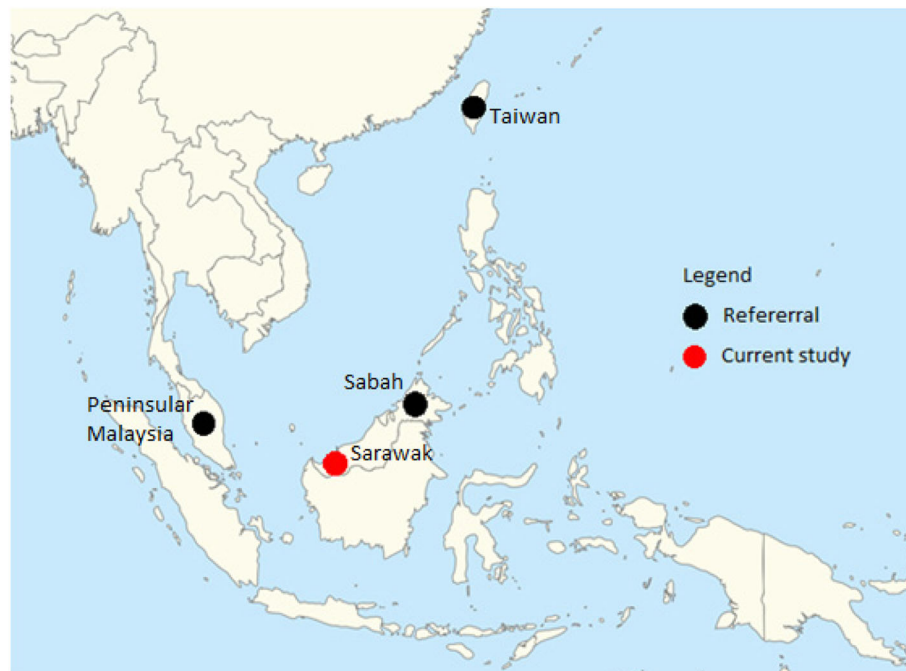 Taiwan
Legend
Refererral
Current study
Sabah
Peninsular
Malaysia
Sarawak